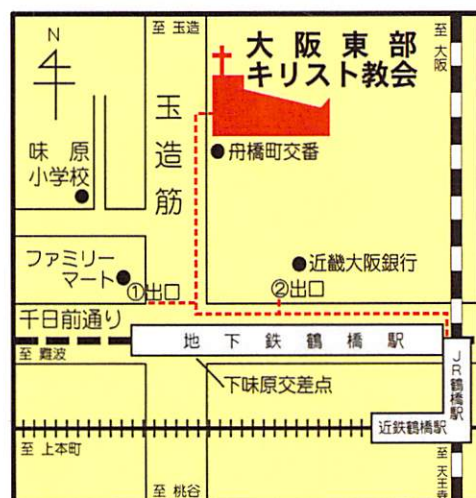 至 玉造
至 大阪
N
大阪東部
キリスト教会
玉造筋
味原
小学校
舟橋町交番
ファミリー
マート
①出口
近畿大阪銀行
②出口
千日前通り
地下鉄鶴橋駅
至 難波
下味原交差点
JR鶴橋駅
近鉄鶴橋駅
至 上本町
至 桃谷
至 天王寺